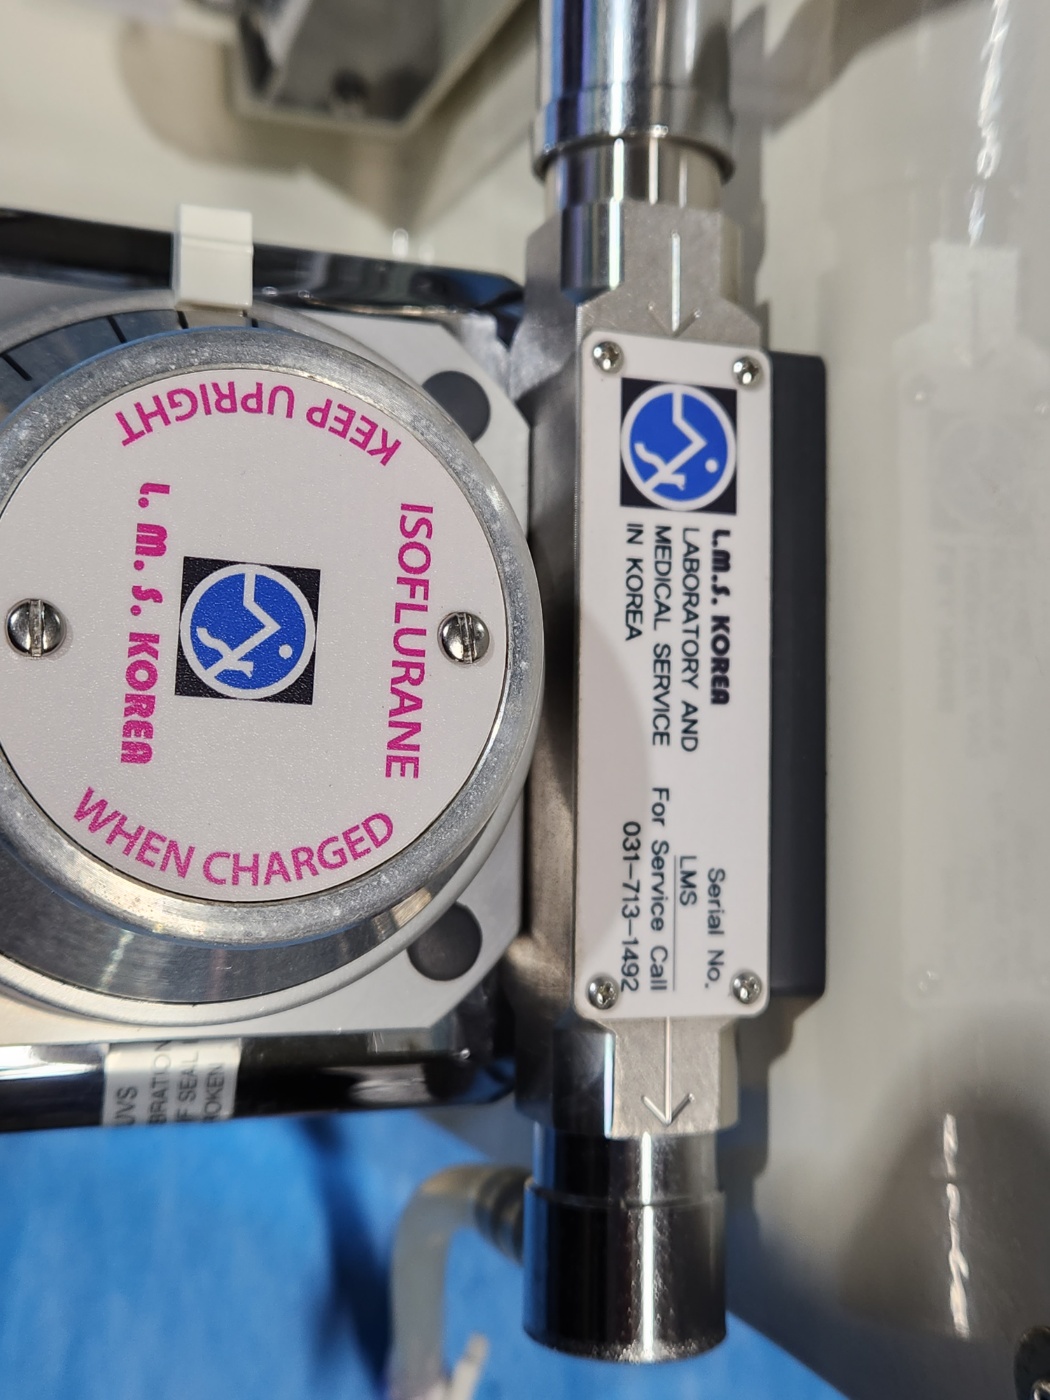 KEEP UPRIGHT
ISOFLURANE
L. M. S. KOREA
WHEN CHARGED
L.M.S. KOREA
LABORATORY AND
MEDICAL SERVICE
IN KOREA
Serial No.
LMS
For Service Call
031-713-1492